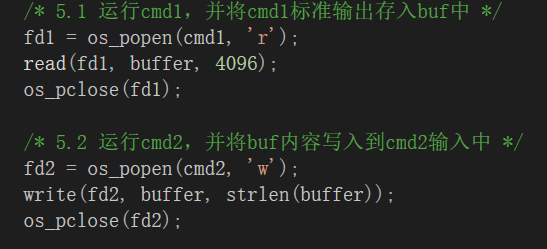 /* 5.1 运行cmd1，并将cmd1标准输出存入buf中 */
fd1 = os_popen(cmd1, 'r');
read(fd1, buffer, 4096);
os_pclose(fd1);
/* 5.2 运行cmd2，并将buf内容写入到cmd2输入中 */
fd2 = os_popen(cmd2, 'w');
write(fd2, buffer, strlen(buffer));
os_pclose(fd2);